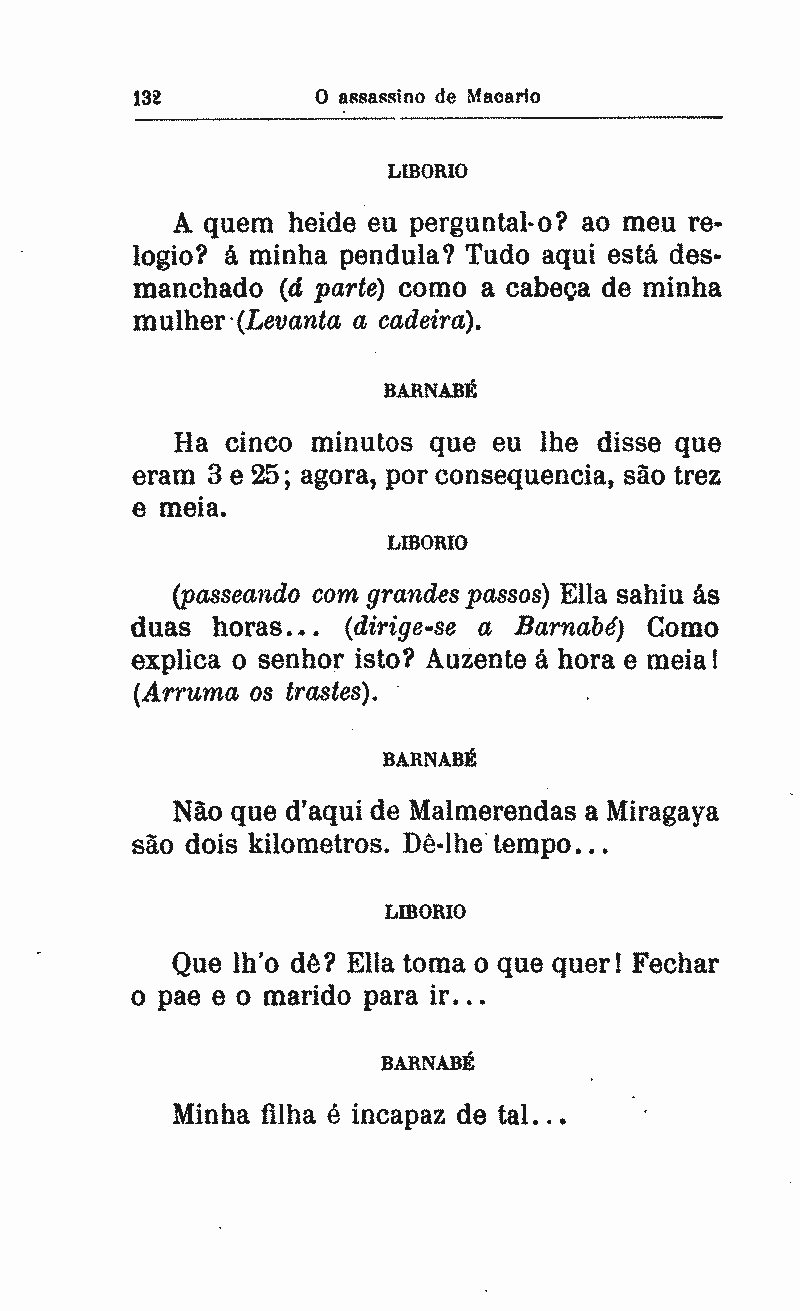 132 O assassino de Macario
LIBORIO
A quem heide eu perguntal-o? ao meu re-
logio? á minha pendula? Tudo aqui está des-
manchado (á parte) como a cabeça de minha
mulher (Levanta a cadeira).
BARNABÉ
Ha cinco minutos que eu lhe disse que
eram 3 e 25; agora, por consequencia, são trez
e meia.
LIBORIO
(passeando com grandes passos) Ella sahiu ás
duas horas... (dirige-se a Barnabé) Como
explica o senhor isto? Auzente á hora e meia!
(Arruma os trastes).
BARNABÉ
Não que d'aqui de Malmerendas a Miragaya
são dois kilometros. Dê-lhe tempo...
LIBORIO
Que lh'o dê? Ella toma o que quer! Fechar
o pae e o marido para ir...
BARNABÉ
Minha filha é incapaz de tal...